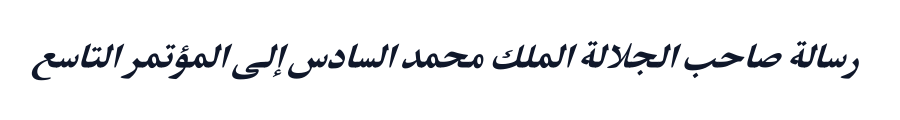 رسالة صاحب الجلالة الملك محمد السادس إلى المؤتمر التاسع